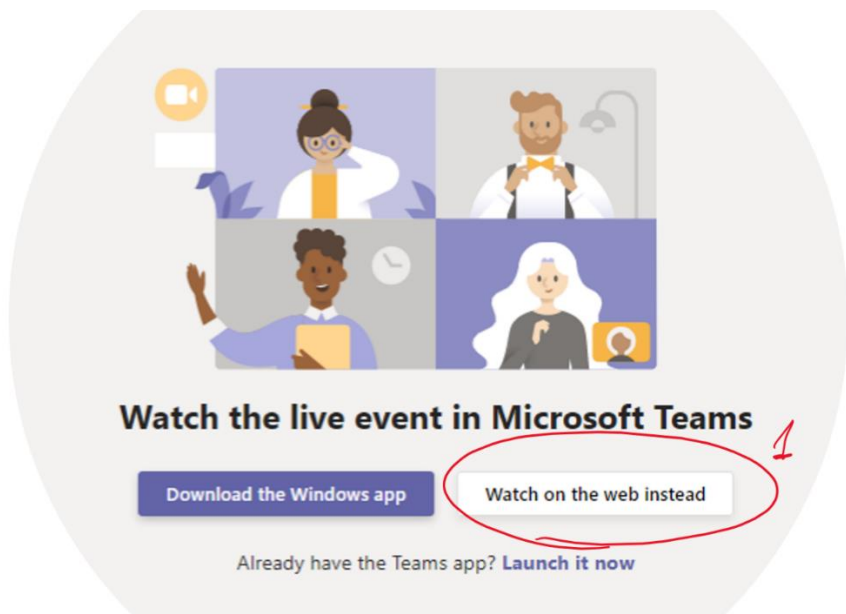 Watch the live event in Microsoft Teams
1
Download the Windows app
Watch on the web instead
Already have the Teams app? Launch it now